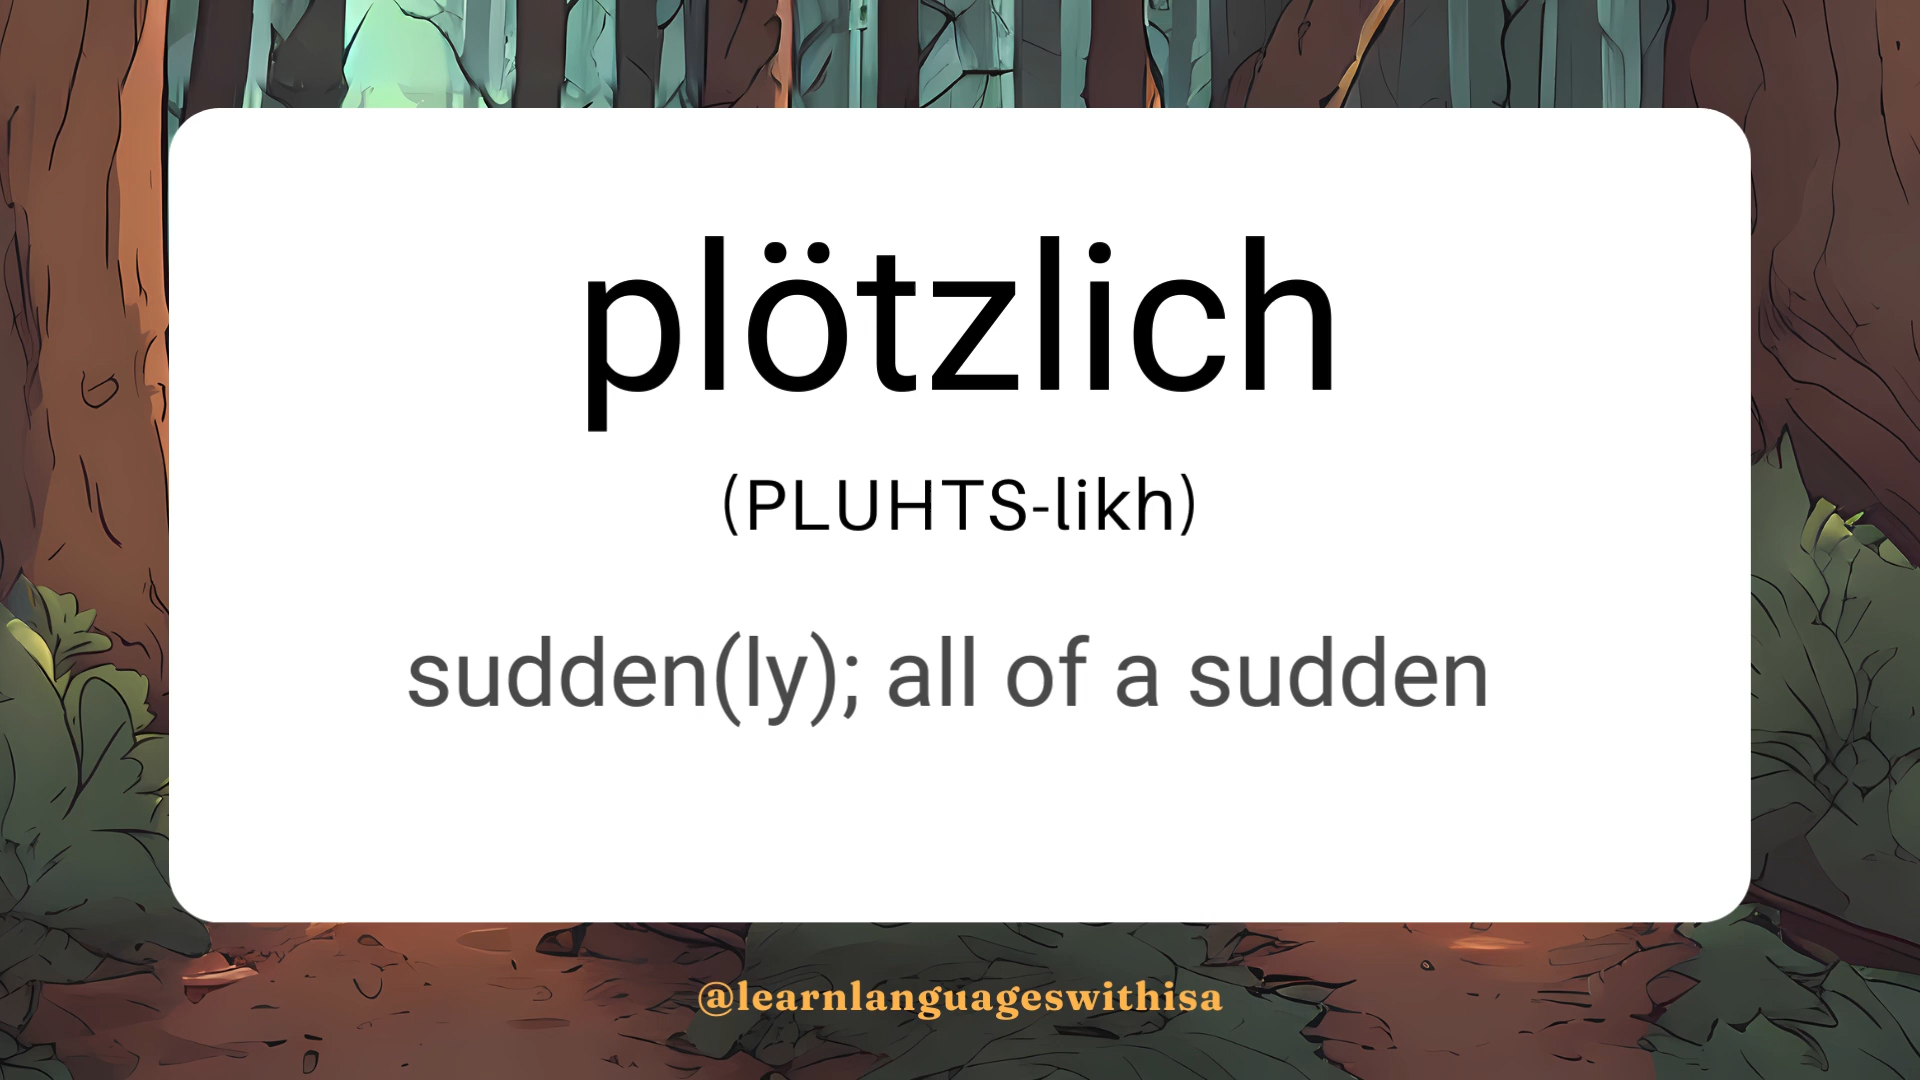 plötzlich
(PLUHTS-likh)
sudden(ly); all of a sudden
@learnlanguageswithisa